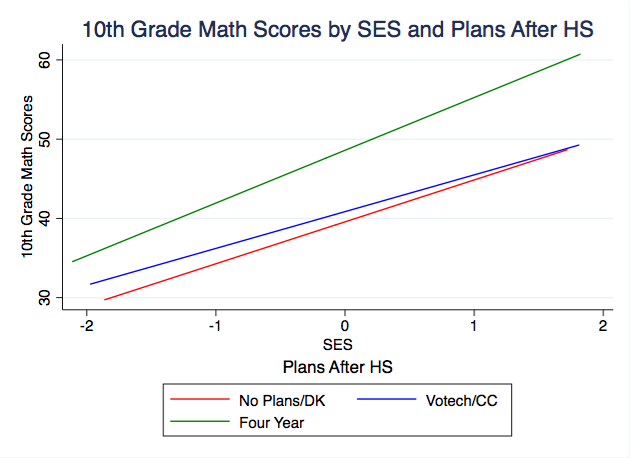 10th Grade Math Scores by SES and Plans After HS
10th Grade Math Scores
60
50
40
30
-2 -1 0 1 2
SES
Plans After HS
No Plans/DK Votech/CC
Four Year